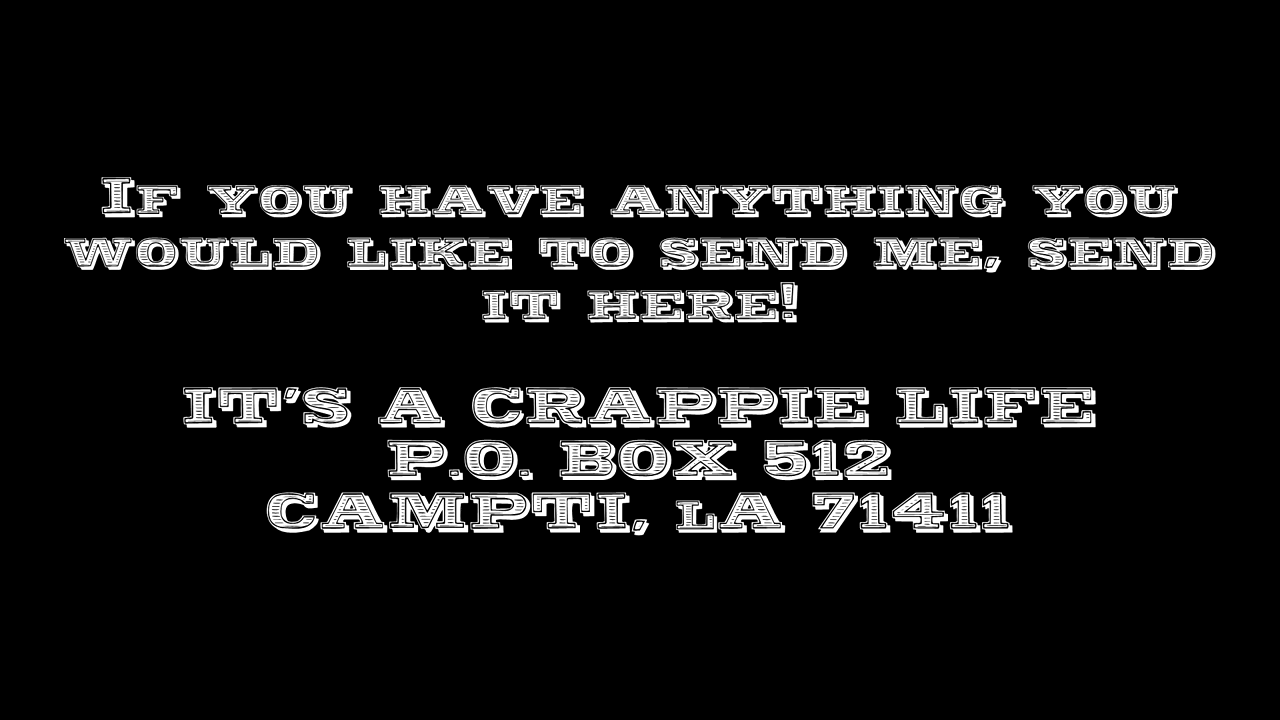 If you have anything you
would like to send me, send
it here!
IT'S A CRAPPIE LIFE
P.O. BOX 512
CAMPTI, lA 71411